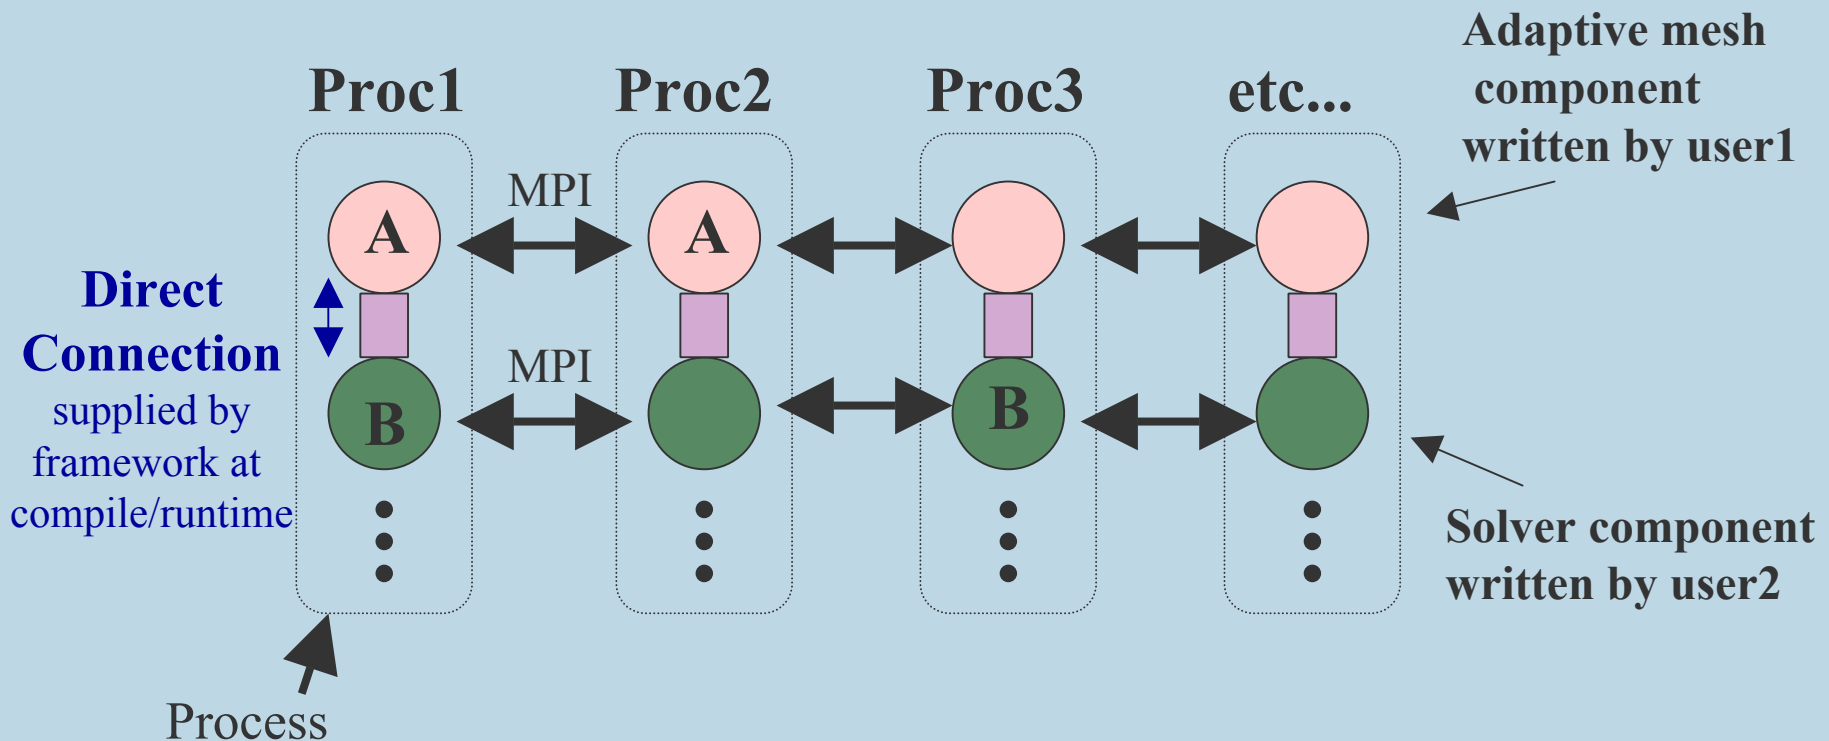 Proc1
Proc2
Proc3
etc...
Adaptive mesh
component
written by user1
MPI
A
A
Direct
Connection
supplied by
framework at
compile/runtime
MPI
B
B
Solver component
written by user2
Process